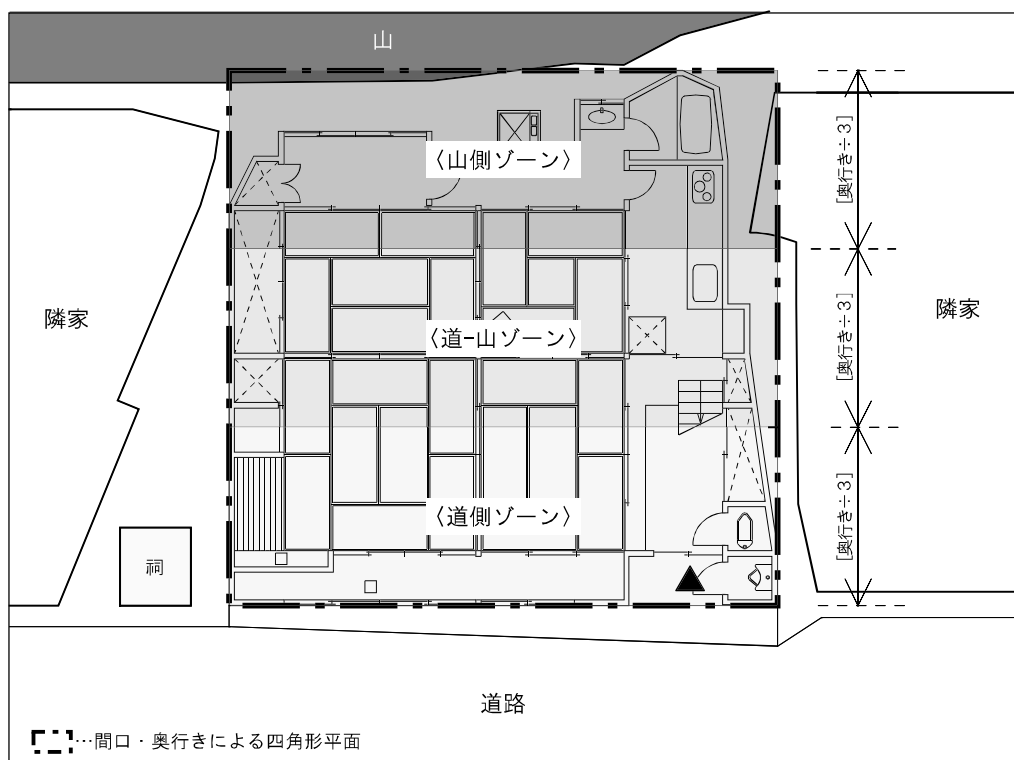 山
〈山側ゾーン〉
[奥行き÷3]
隣家
〈道-山ゾーン〉
[奥行き÷3]
隣家
〈道側ゾーン〉
[奥行き÷3]
祠
道路
…間口・奥行きによる四角形平面